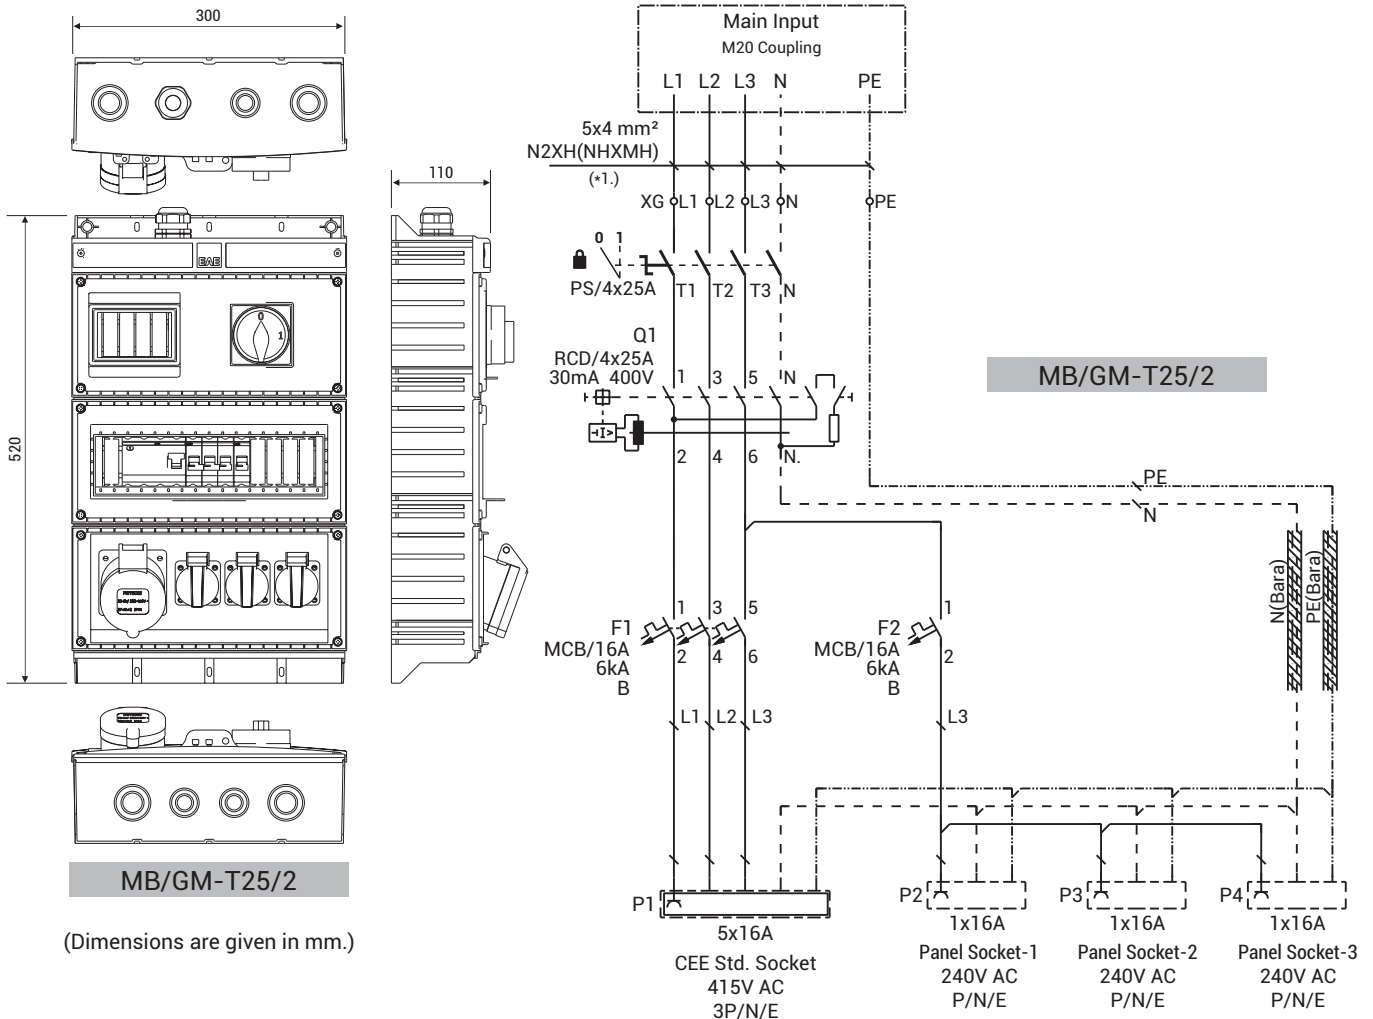 300
110
520
EAE
0
1
MB/GM-T25/2
(Dimensions are given in mm.)
Main Input
M20 Coupling
L1 L2 L3 N PE
5x4 mm²
N2XH(NHXMH)
(*1.)
XG L1 L2 L3 N PE
0 1
PS/4x25A T1 T2 T3 N
Q1
RCD/4x25A
30mA 400V 1 3 5 N
I>
2 4 6 N.
MB/GM-T25/2
PE
N
N(Bara)
PE(Bara)
1 3 5
F1
MCB/16A 2 4 6
6kA
B
L1 L2 L3
1
F2
MCB/16A 2
6kA
B
L3
P1
5x16A
CEE Std. Socket
415V AC
3P/N/E
P2
1x16A
Panel Socket-1
240V AC
P/N/E
P3
1x16A
Panel Socket-2
240V AC
P/N/E
P4
1x16A
Panel Socket-3
240V AC
P/N/E